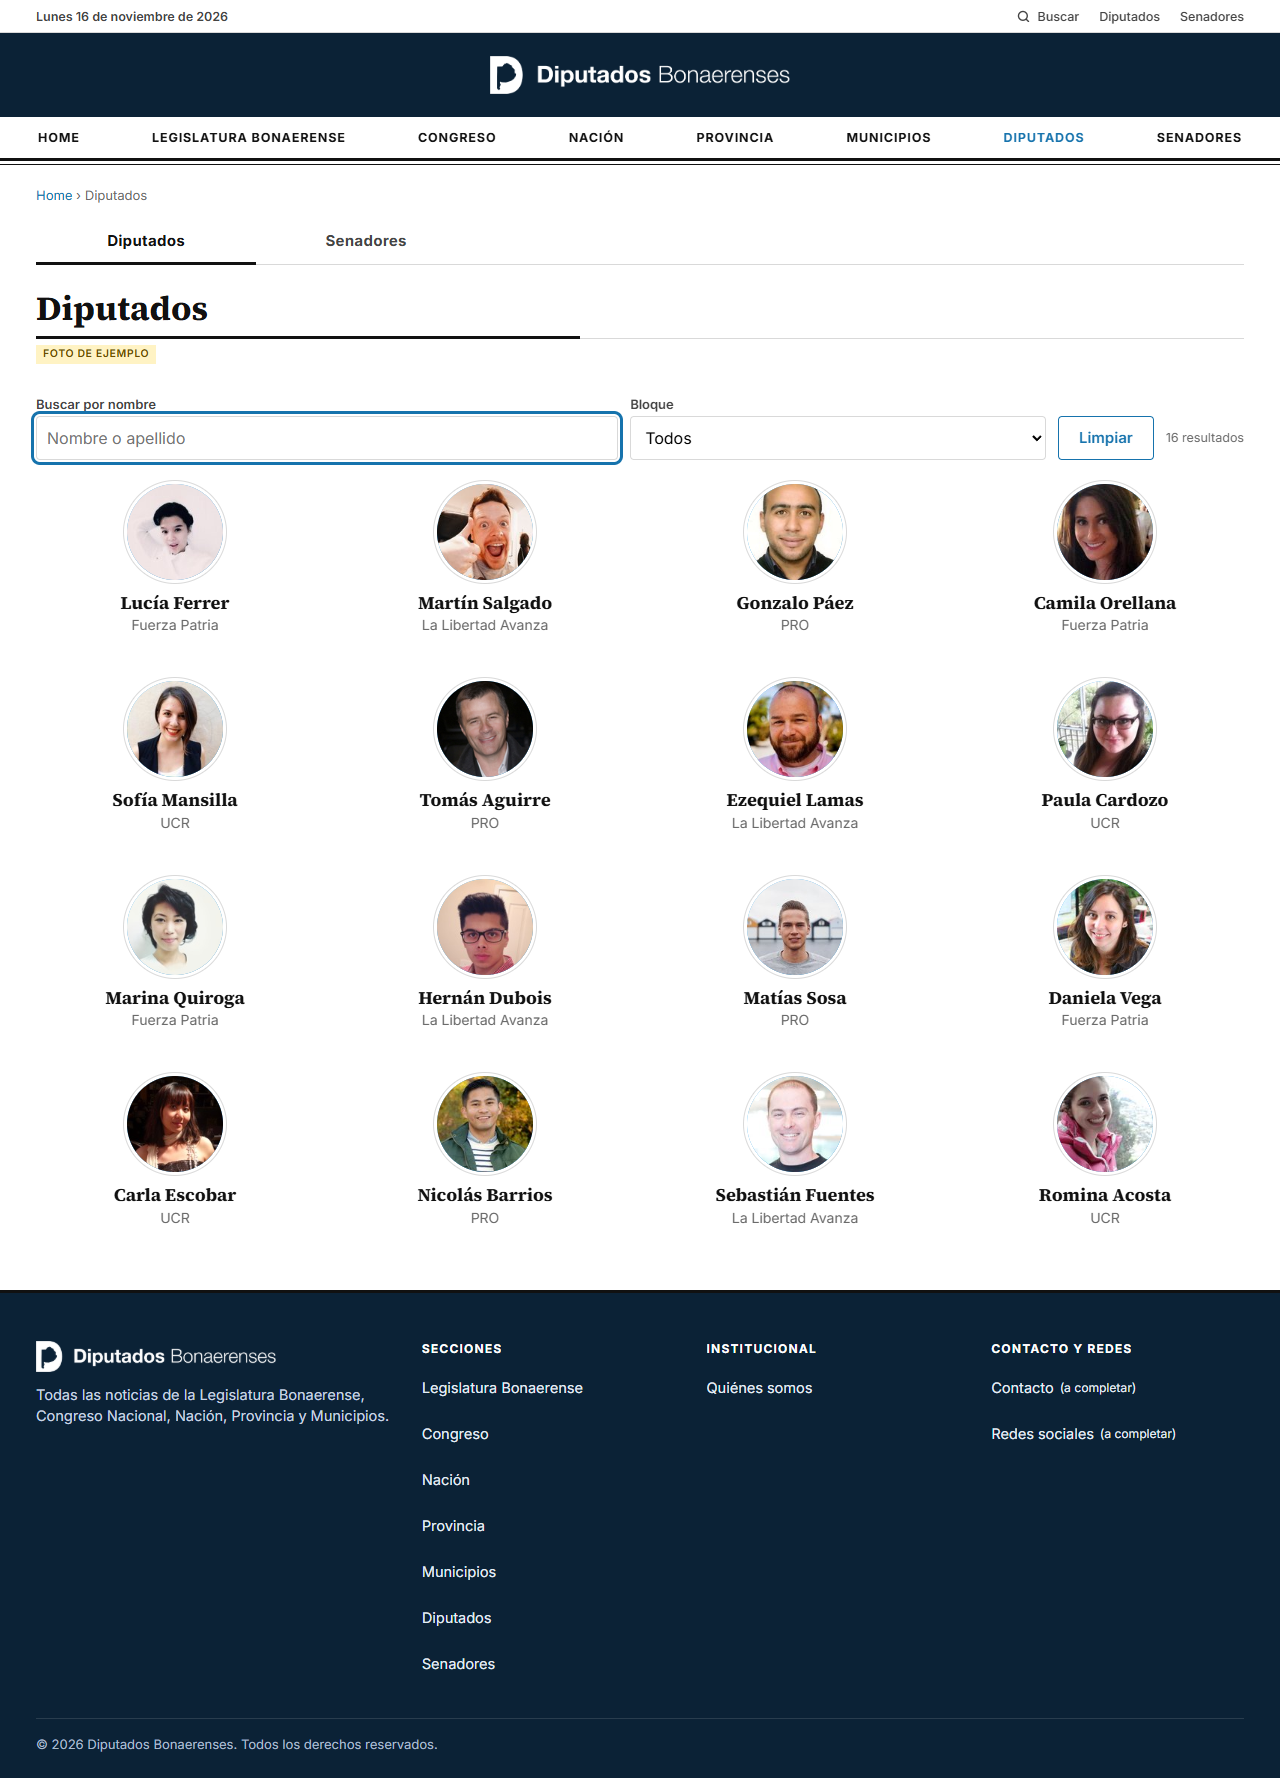 Lunes 16 de noviembre de 2026
Buscar Diputados Senadores
Diputados Bonaerenses
HOME LEGISLATURA BONAERENSE CONGRESO NACIÓN PROVINCIA MUNICIPIOS DIPUTADOS SENADORES
Home › Diputados
Diputados Senadores
Diputados
FOTO DE EJEMPLO
Buscar por nombre Bloque
Nombre o apellido Todos Limpiar 16 resultados
Lucía Ferrer Martín Salgado Gonzalo Páez Camila Orellana
Fuerza Patria La Libertad Avanza PRO Fuerza Patria
Sofía Mansilla Tomás Aguirre Ezequiel Lamas Paula Cardozo
UCR PRO La Libertad Avanza UCR
Marina Quiroga Hernán Dubois Matías Sosa Daniela Vega
Fuerza Patria La Libertad Avanza PRO Fuerza Patria
Carla Escobar Nicolás Barrios Sebastián Fuentes Romina Acosta
UCR PRO La Libertad Avanza UCR
Diputados Bonaerenses
Todas las noticias de la Legislatura Bonaerense,
Congreso Nacional, Nación, Provincia y Municipios.
SECCIONES
Legislatura Bonaerense
Congreso
Nación
Provincia
Municipios
Diputados
Senadores
INSTITUCIONAL
Quiénes somos
CONTACTO Y REDES
Contacto (a completar)
Redes sociales (a completar)
© 2026 Diputados Bonaerenses. Todos los derechos reservados.